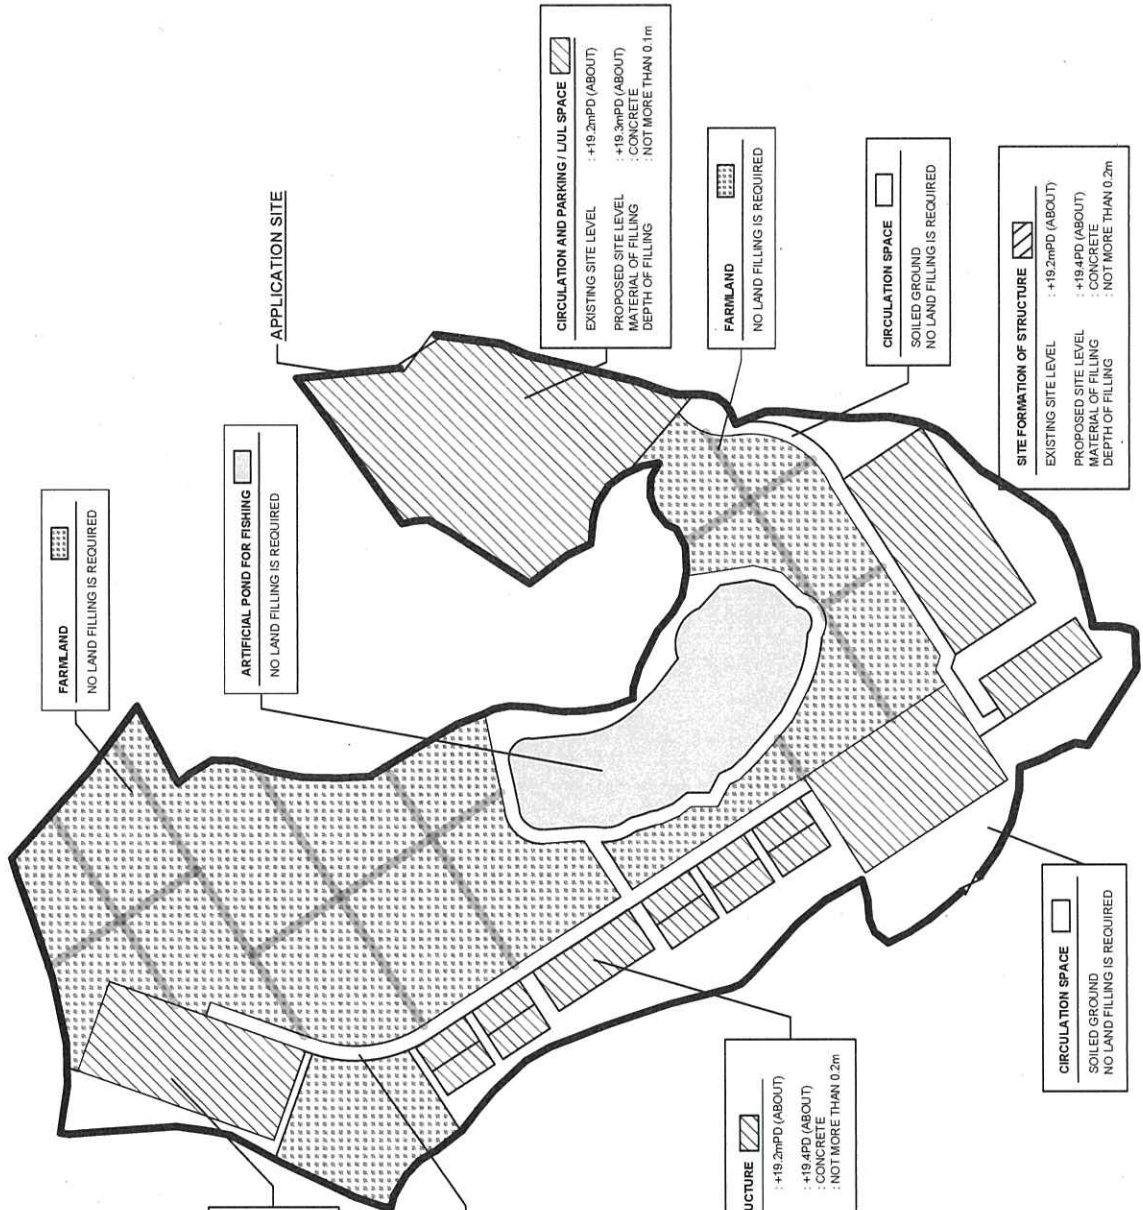 APPLICATION SITE
CIRCULATION AND PARKING / L/UL SPACE
EXISTING SITE LEVEL : +19.2mPD (ABOUT)
PROPOSED SITE LEVEL : +19.3mPD (ABOUT)
MATERIAL OF FILLING : CONCRETE
DEPTH OF FILLING : NOT MORE THAN 0.1m
FARMLAND
NO LAND FILLING IS REQUIRED
CIRCULATION SPACE
SOILED GROUND
NO LAND FILLING IS REQUIRED
SITE FORMATION OF STRUCTURE
EXISTING SITE LEVEL : +19.2mPD (ABOUT)
PROPOSED SITE LEVEL : +19.4PD (ABOUT)
MATERIAL OF FILLING : CONCRETE
DEPTH OF FILLING : NOT MORE THAN 0.2m
FARMLAND
NO LAND FILLING IS REQUIRED
ARTIFICIAL POND FOR FISHING
NO LAND FILLING IS REQUIRED
UCTURE
: +19.2mPD (ABOUT)
: +19.4PD (ABOUT)
: CONCRETE
: NOT MORE THAN 0.2m
CIRCULATION SPACE
SOILED GROUND
NO LAND FILLING IS REQUIRED